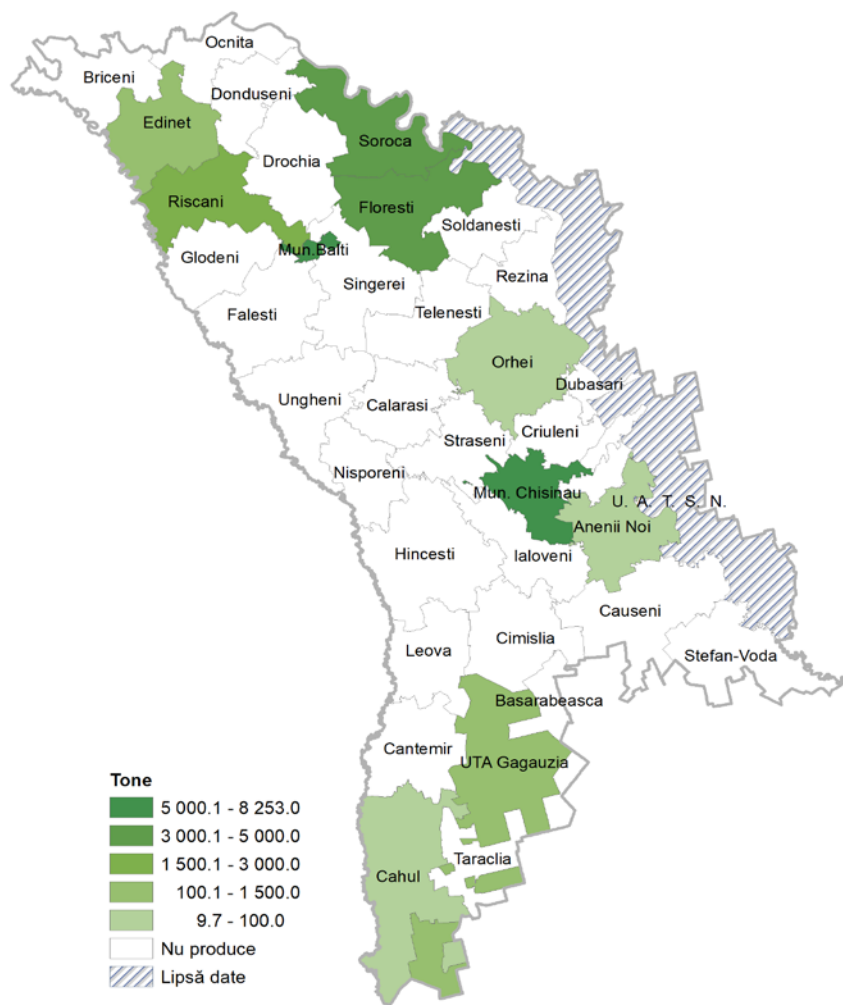 Ocnita
Briceni
Donduseni
Edinet
Soroca
Drochia
Riscani
Floresti
Soldanesti
Mun.Balti
Glodeni
Rezina
Singerei
Falesti
Telenesti
Orhei
Dubasari
Ungheni
Calarasi
Criuleni
Straseni
Nisporeni
Mun. Chisinau
U. A. T. S. N.
Anenii Noi
Hincesti
Ialoveni
Causeni
Cimislia
Leova
Stefan-Voda
Basarabeasca
Cantemir
UTA Gagauzia
Taraclia
Cahul
Tone
5 000.1 - 8 253.0
3 000.1 - 5 000.0
1 500.1 - 3 000.0
100.1 - 1 500.0
9.7 - 100.0
Nu produce
Lipsă date